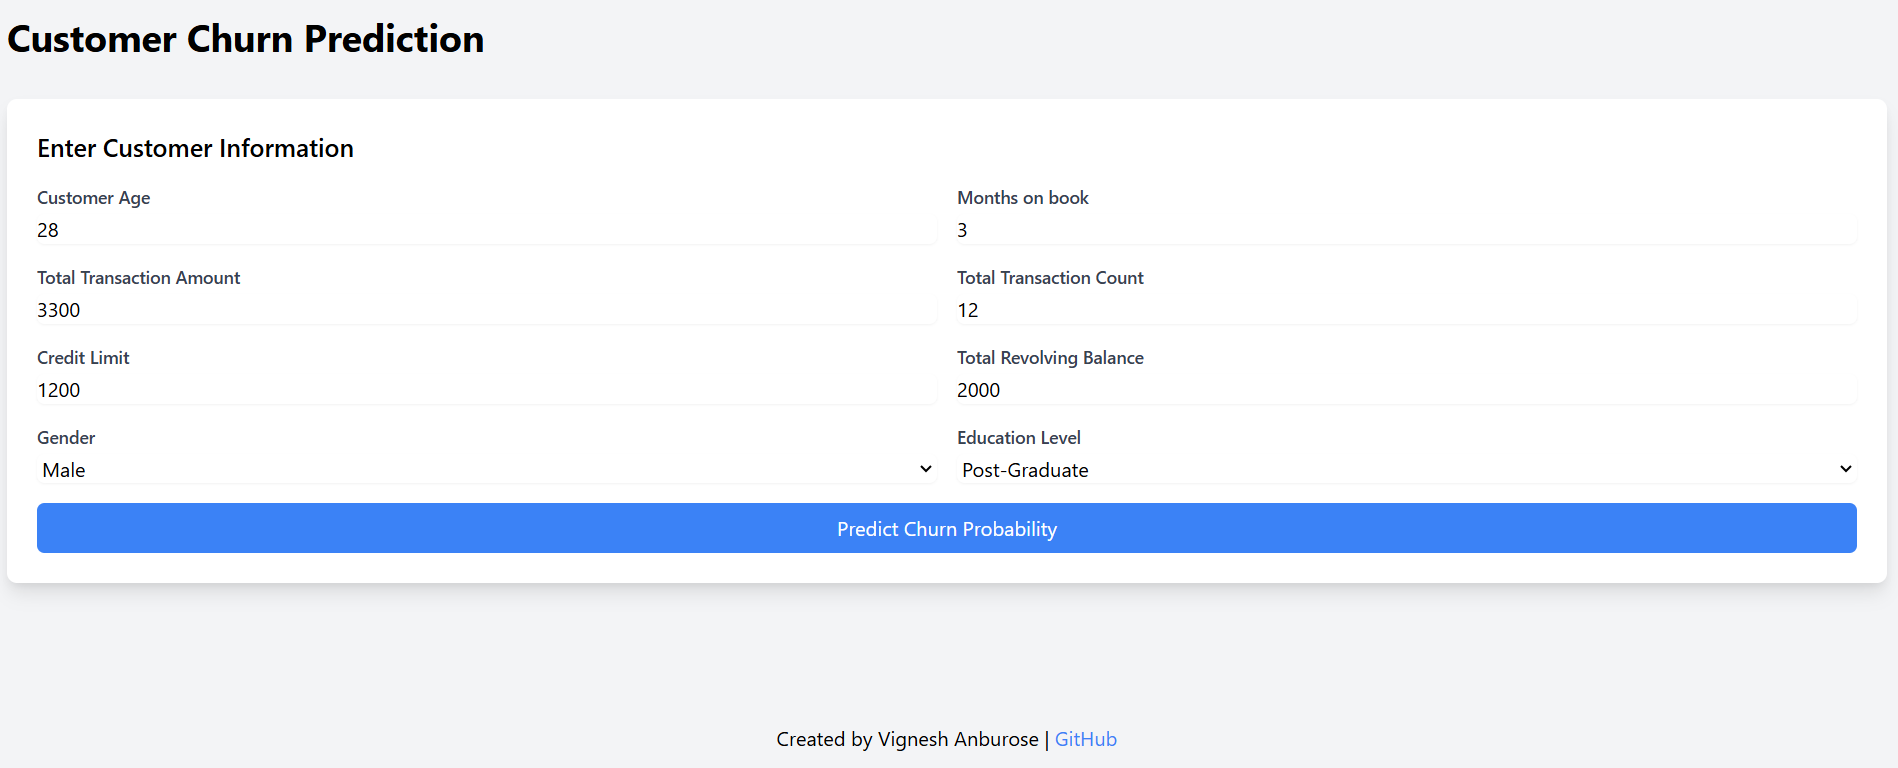 Customer Churn Prediction
Enter Customer Information
Customer Age
28
Months on book
3
Total Transaction Amount
3300
Total Transaction Count
12
Credit Limit
1200
Total Revolving Balance
2000
Gender
Male
Education Level
Post-Graduate
Predict Churn Probability
Created by Vignesh Anburose | GitHub